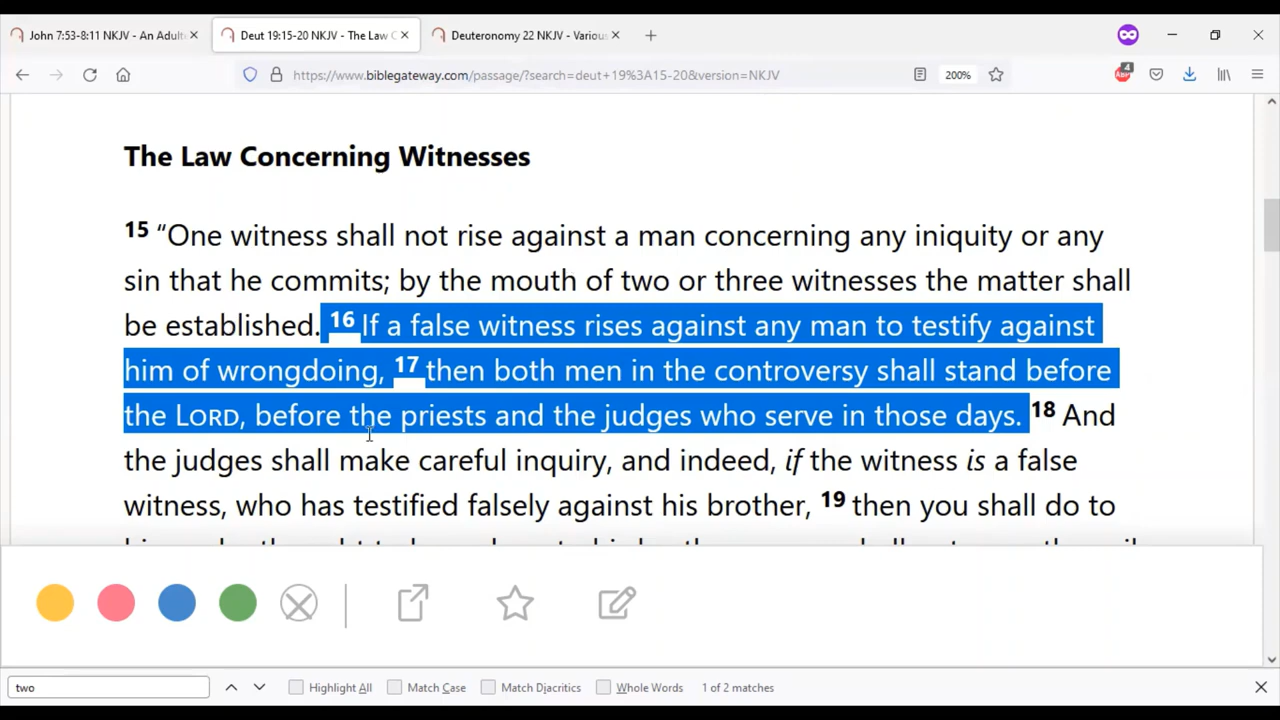 John 7:53-8:11 NKJV - An Adult
Deut 19:15-20 NKJV - The Law C
Deuteronomy 22 NKJV - Various
https://www.biblegateway.com/passage/?search=deut+19%3A15-20&version=NKJV
200%
4
ABP
The Law Concerning Witnesses
15 “One witness shall not rise against a man concerning any iniquity or any
sin that he commits; by the mouth of two or three witnesses the matter shall
be established. 16 If a false witness rises against any man to testify against
him of wrongdoing, 17 then both men in the controversy shall stand before
the LORD, before the priests and the judges who serve in those days. 18 And
the judges shall make careful inquiry, and indeed, if the witness is a false
witness, who has testified falsely against his brother, 19 then you shall do to
two
Highlight All
Match Case
Match Diacritics
Whole Words
1 of 2 matches